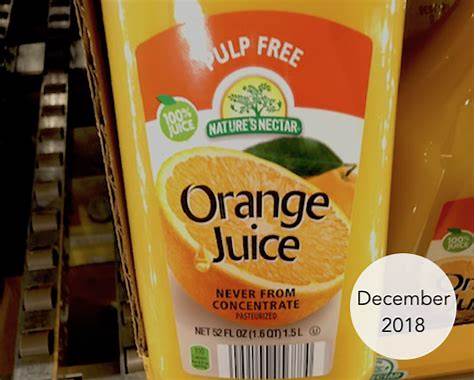 PULP FREE
100%
JUICE
NATURE'S NECTAR
Orange
Juice
NEVER FROM
CONCENTRATE
PASTEURIZED
NET 52 FL OZ (1.6 QT) 1.5 L
December
2018